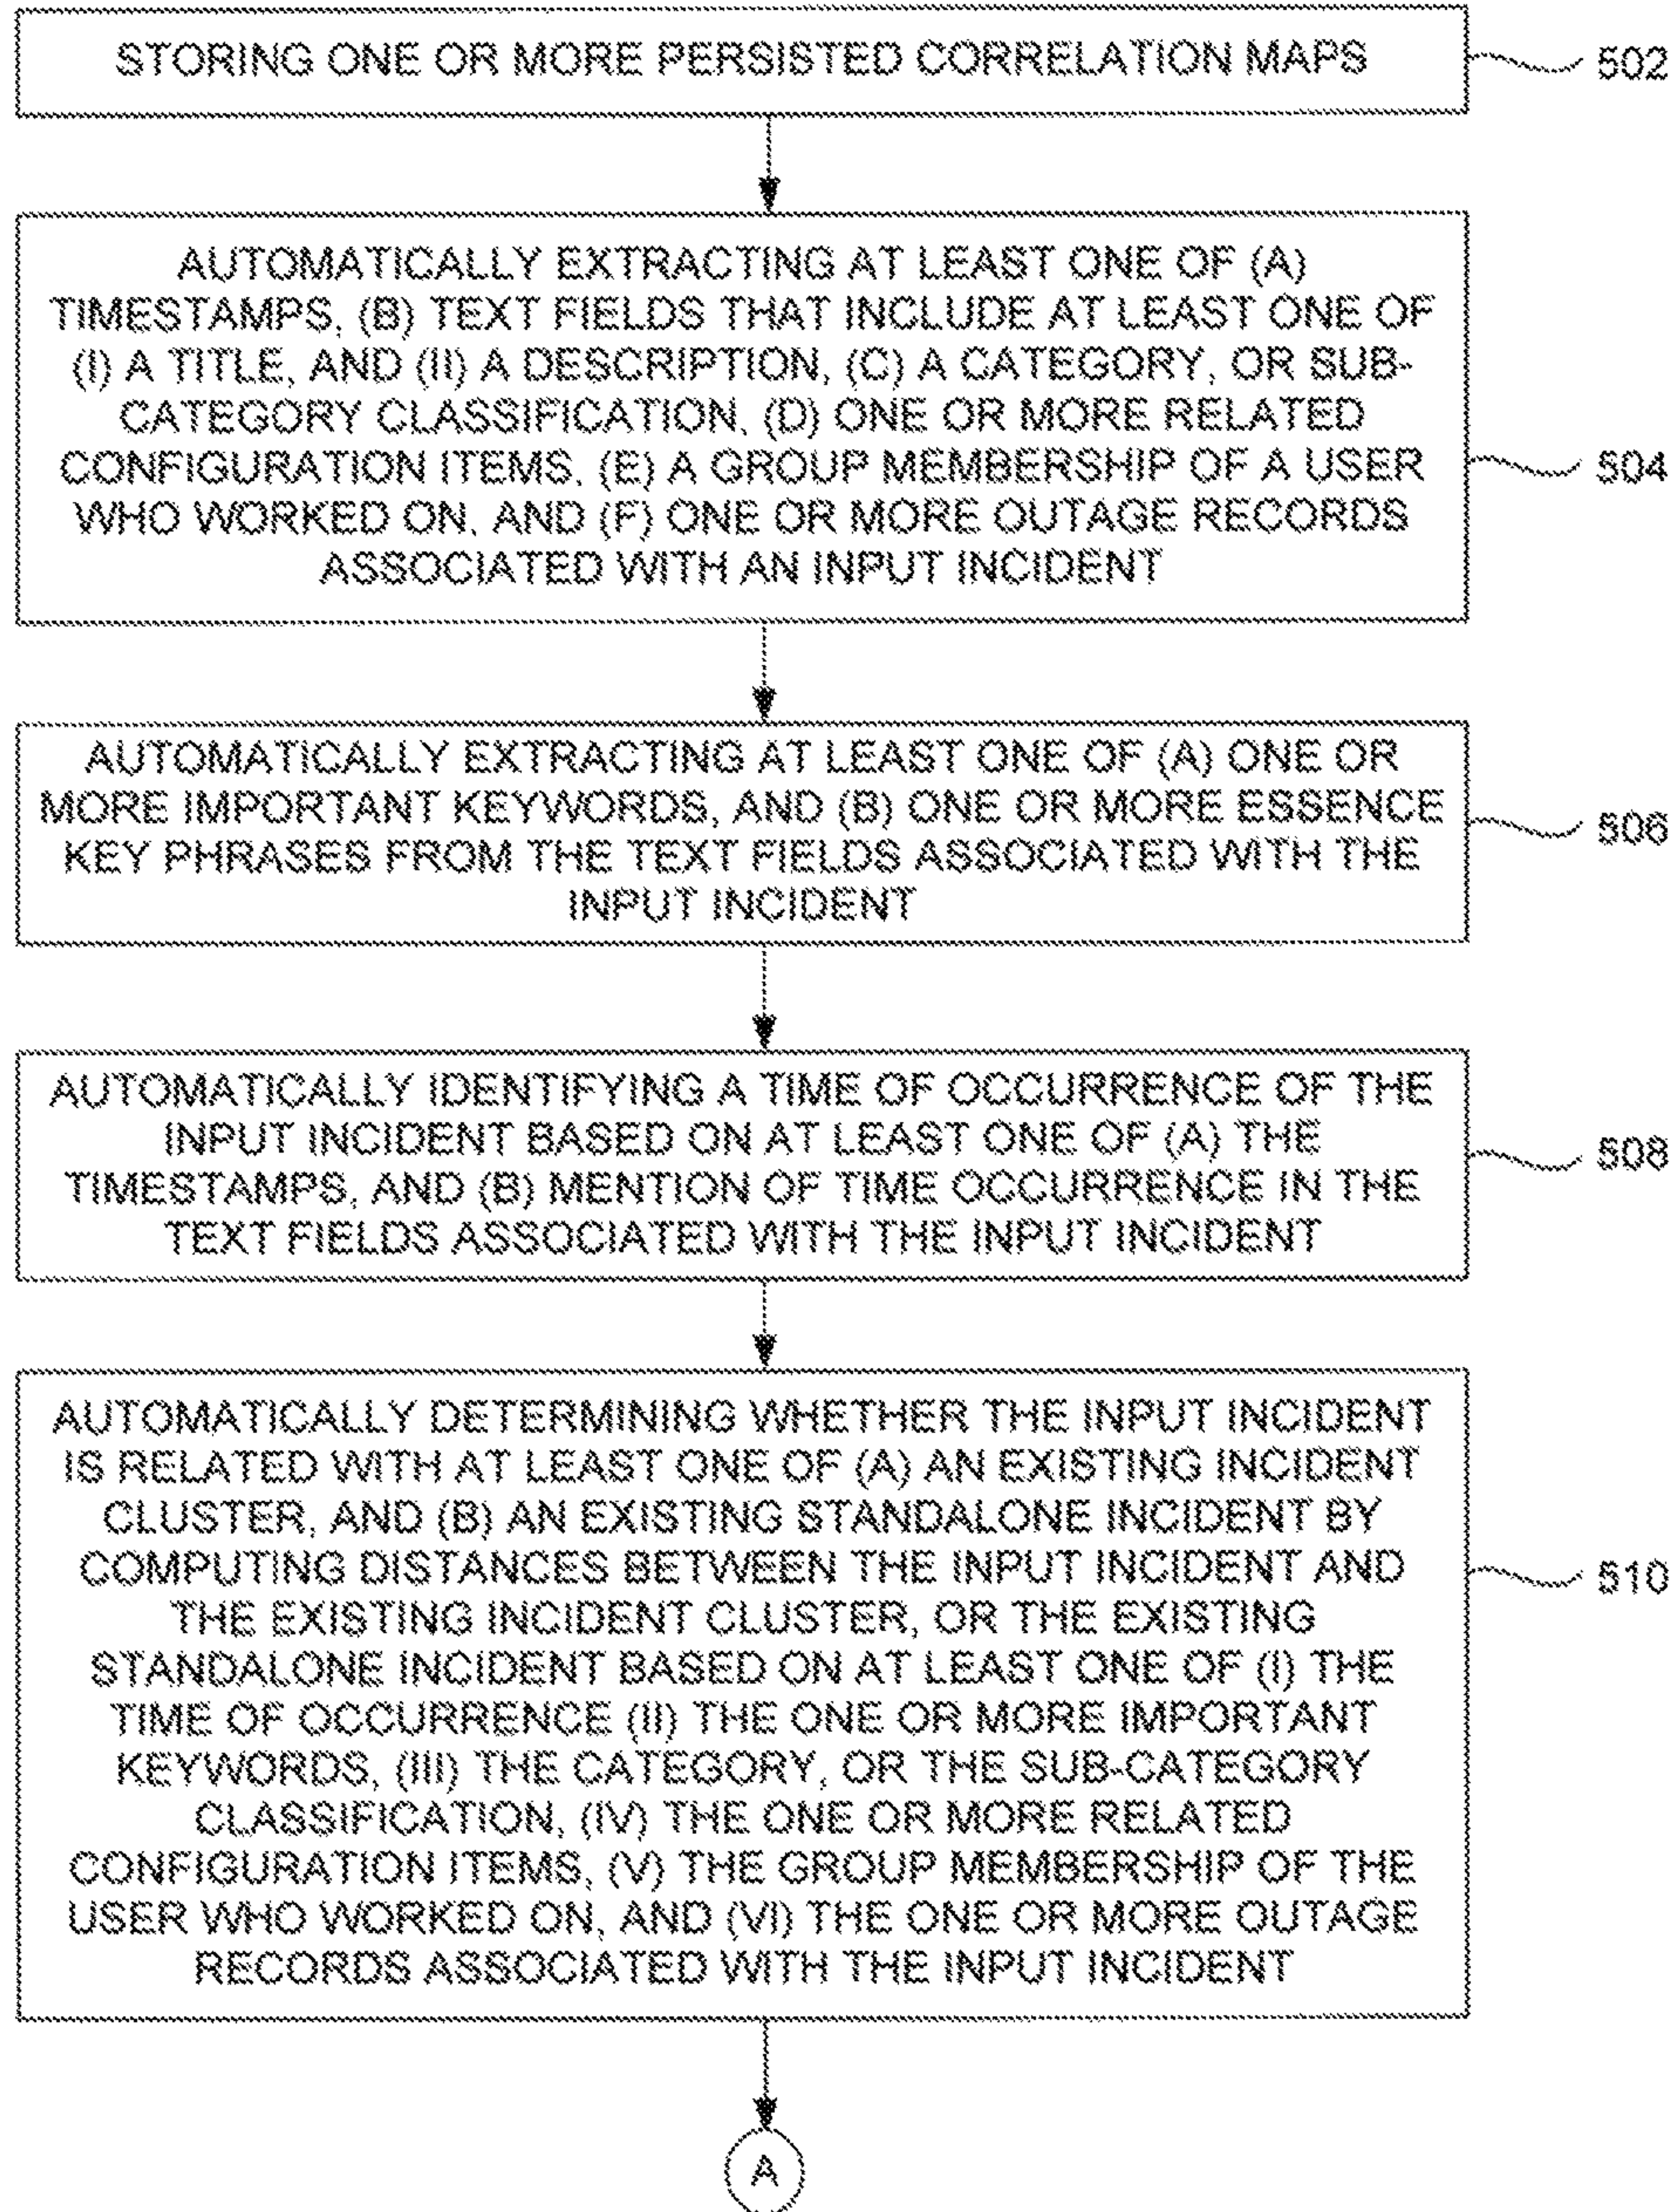 STORING ONE OR MORE PERSISTED CORRELATION MAPS
502
AUTOMATICALLY EXTRACTING AT LEAST ONE OF (A)
TIMESTAMPS, (B) TEXT FIELDS THAT INCLUDE AT LEAST ONE OF
(I) A TITLE, AND (II) A DESCRIPTION, (C) A CATEGORY, OR SUB-
CATEGORY CLASSIFICATION, (D) ONE OR MORE RELATED
CONFIGURATION ITEMS, (E) A GROUP MEMBERSHIP OF A USER
WHO WORKED ON, AND (F) ONE OR MORE OUTAGE RECORDS
ASSOCIATED WITH AN INPUT INCIDENT
504
AUTOMATICALLY EXTRACTING AT LEAST ONE OF (A) ONE OR
MORE IMPORTANT KEYWORDS, AND (B) ONE OR MORE ESSENCE
KEY PHRASES FROM THE TEXT FIELDS ASSOCIATED WITH THE
INPUT INCIDENT
506
AUTOMATICALLY IDENTIFYING A TIME OF OCCURRENCE OF THE
INPUT INCIDENT BASED ON AT LEAST ONE OF (A) THE
TIMESTAMPS, AND (B) MENTION OF TIME OCCURRENCE IN THE
TEXT FIELDS ASSOCIATED WITH THE INPUT INCIDENT
508
AUTOMATICALLY DETERMINING WHETHER THE INPUT INCIDENT
IS RELATED WITH AT LEAST ONE OF (A) AN EXISTING INCIDENT
CLUSTER, AND (B) AN EXISTING STANDALONE INCIDENT BY
COMPUTING DISTANCES BETWEEN THE INPUT INCIDENT AND
THE EXISTING INCIDENT CLUSTER, OR THE EXISTING
STANDALONE INCIDENT BASED ON AT LEAST ONE OF (I) THE
TIME OF OCCURRENCE (II) THE ONE OR MORE IMPORTANT
KEYWORDS, (III) THE CATEGORY, OR THE SUB-CATEGORY
CLASSIFICATION, (IV) THE ONE OR MORE RELATED
CONFIGURATION ITEMS, (V) THE GROUP MEMBERSHIP OF THE
USER WHO WORKED ON, AND (VI) THE ONE OR MORE OUTAGE
RECORDS ASSOCIATED WITH THE INPUT INCIDENT
510
A